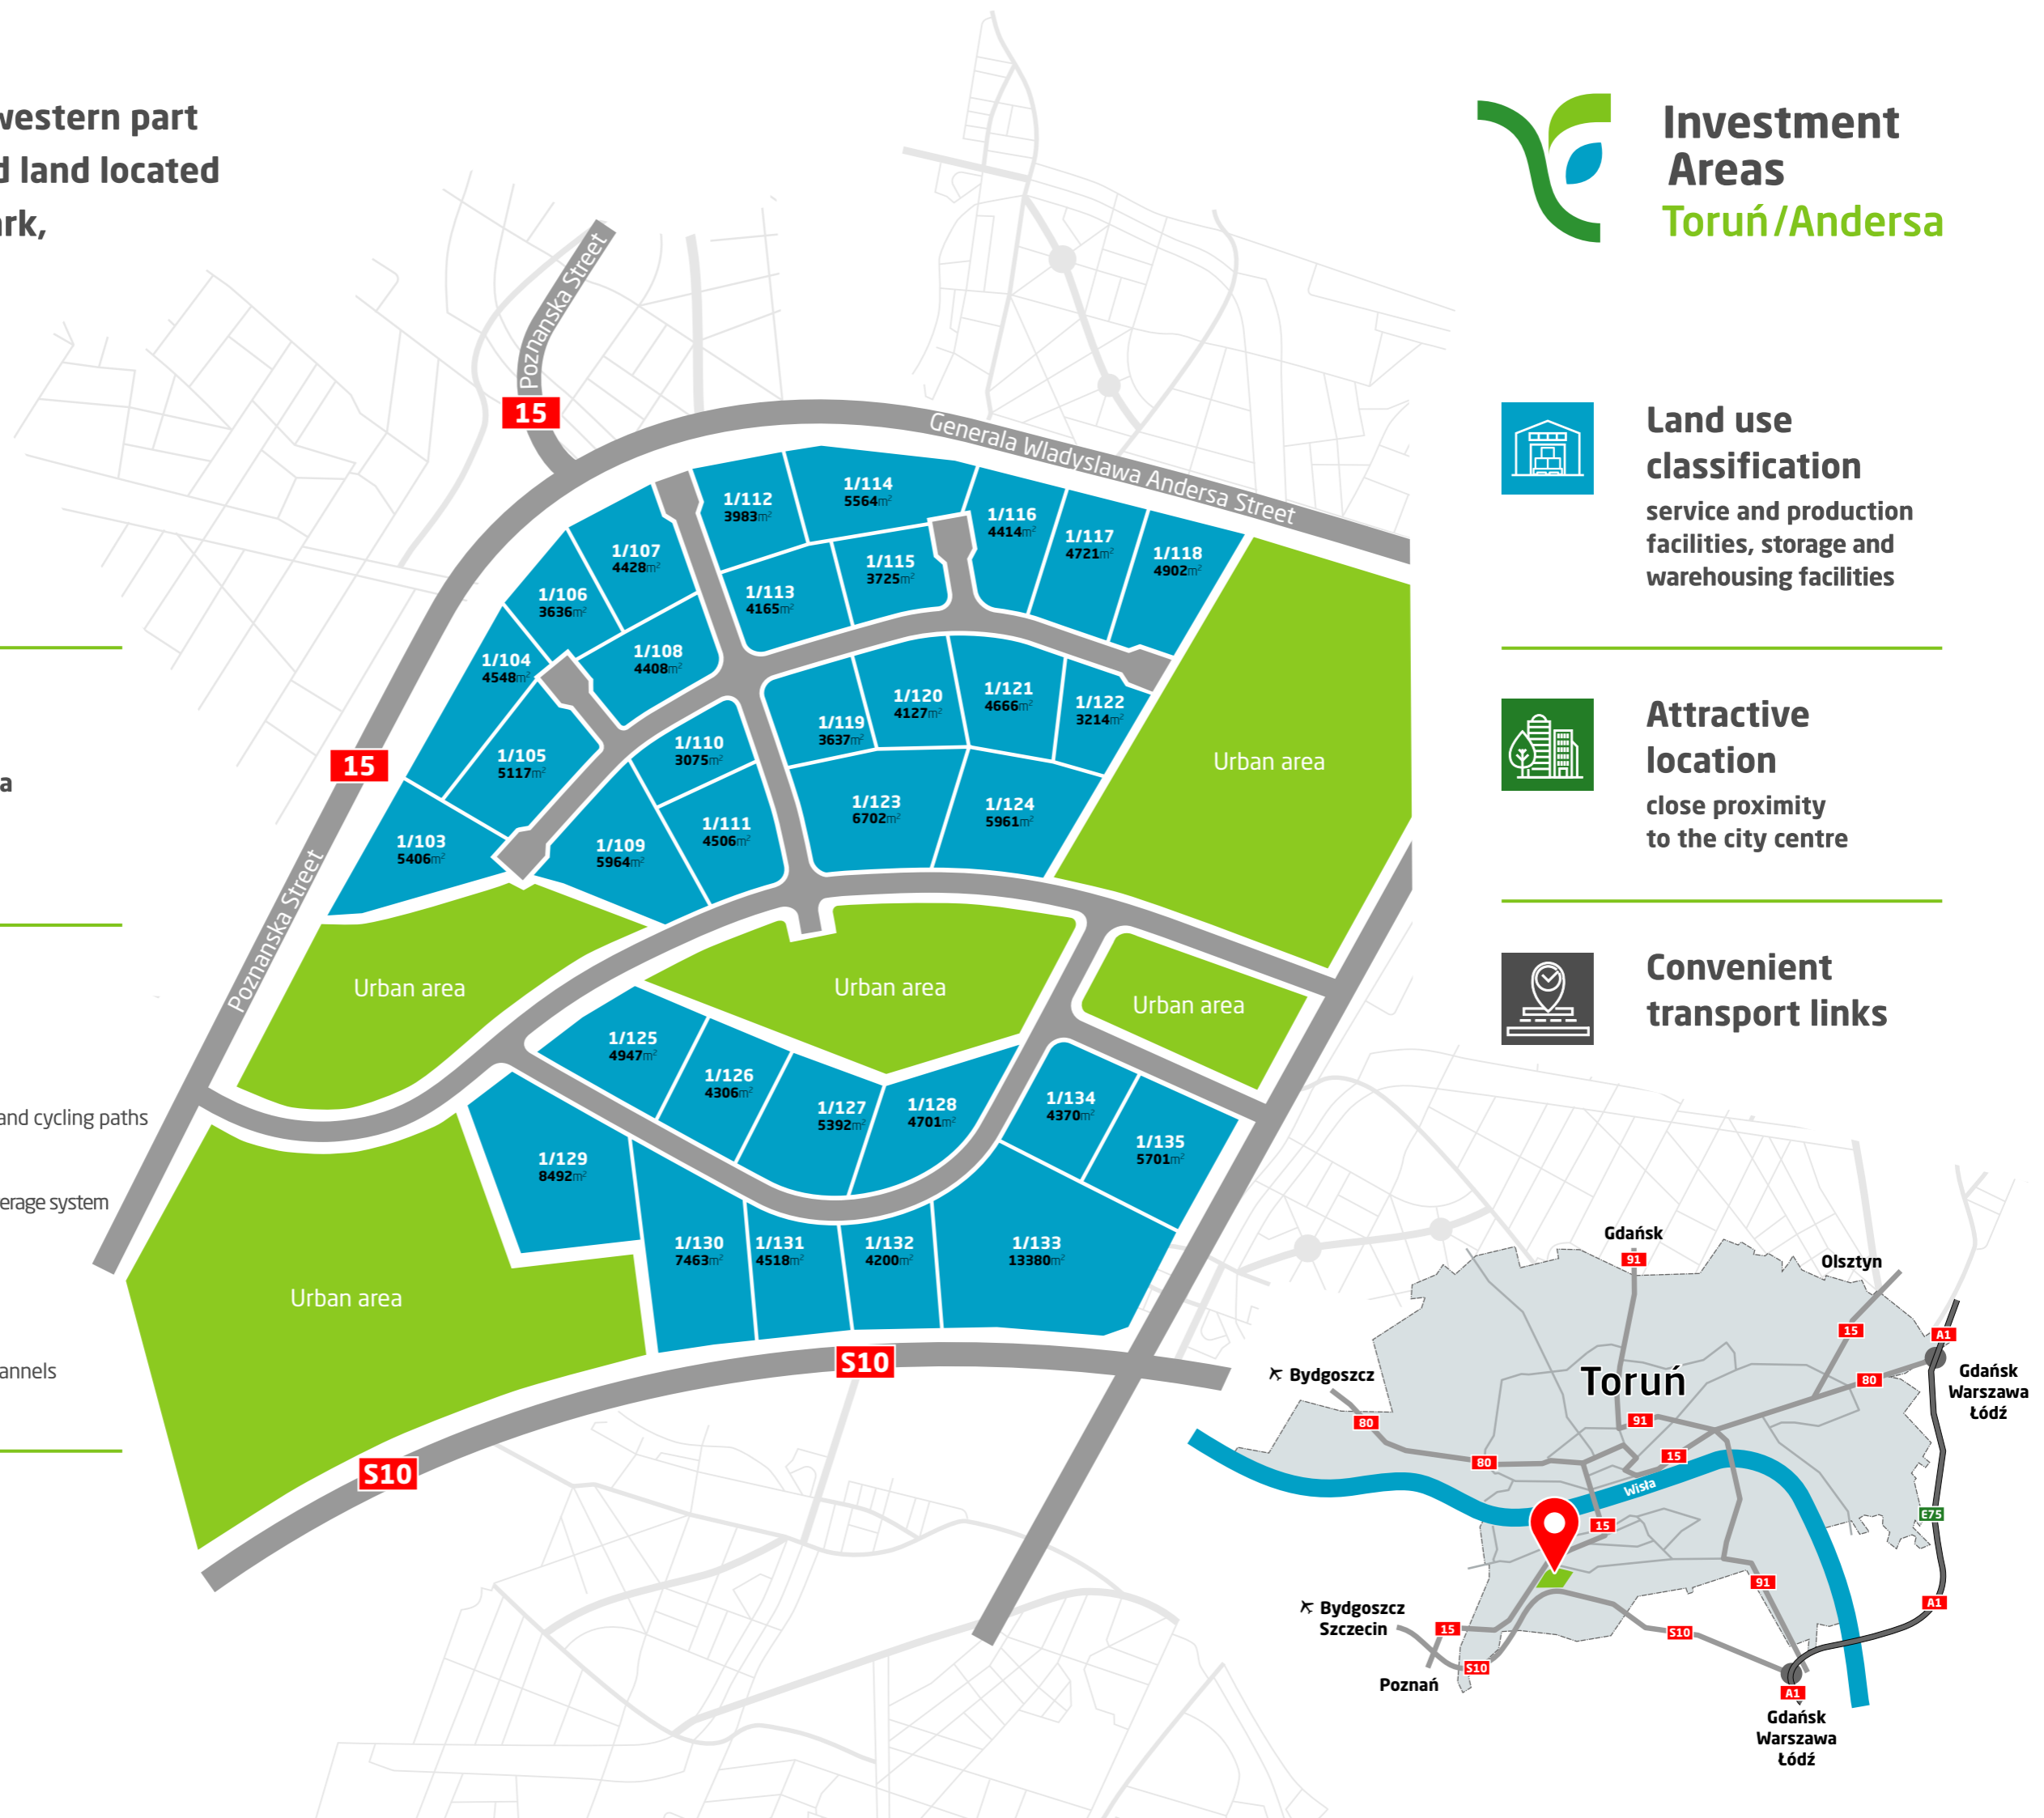 western part
d land located
ark,
a
and cycling paths
erage system
annels
Investment
Areas
Toruń/Andersa
Land use
classification
service and production
facilities, storage and
warehousing facilities
Attractive
location
close proximity
to the city centre
Convenient
transport links
Poznanska Street
15
Generala Wladyslawa Andersa Street
15
Poznanska Street
1/112
3983m²
1/114
5564m²
1/116
4414m²
1/117
4721m²
1/118
4902m²
1/107
4428m²
1/115
3725m²
1/113
4165m²
1/106
3636m²
1/104
4548m²
1/108
4408m²
1/105
5117m²
1/110
3075m²
1/119
3637m²
1/120
4127m²
1/121
4666m²
1/122
3214m²
1/103
5406m²
1/109
5964m²
1/111
4506m²
1/123
6702m²
1/124
5961m²
Urban area
Urban area
Urban area
Urban area
1/125
4947m²
1/126
4306m²
1/127
5392m²
1/128
4701m²
1/134
4370m²
1/135
5701m²
1/129
8492m²
1/130
7463m²
1/131
4518m²
1/132
4200m²
1/133
13380m²
Urban area
S10
S10
Gdańsk
91
Olsztyn
15
A1
Gdańsk
Warszawa
Łódź
80
Toruń
Bydgoszcz
80
91
80
15
Wisła
15
E75
91
A1
Bydgoszcz
Szczecin
15
S10
S10
Poznań
A1
Gdańsk
Warszawa
Łódź